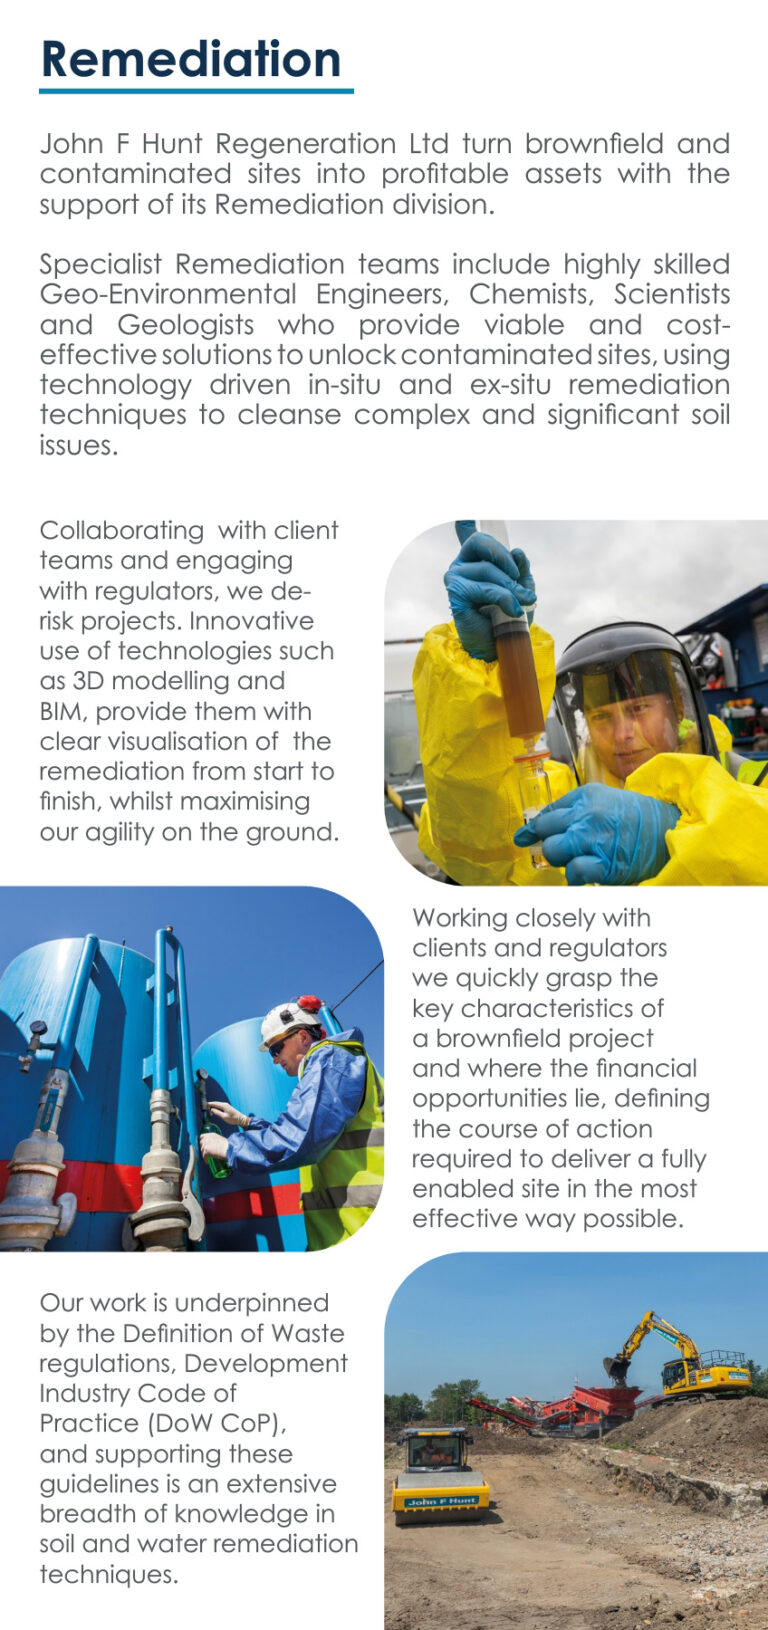 Remediation
John F Hunt Regeneration Ltd turn brownfield and
contaminated sites into profitable assets with the
support of its Remediation division.
Specialist Remediation teams include highly skilled
Geo-Environmental Engineers, Chemists, Scientists
and Geologists who provide viable and cost-
effective solutions to unlock contaminated sites, using
technology driven in-situ and ex-situ remediation
techniques to cleanse complex and significant soil
issues.
Collaborating with client
teams and engaging
with regulators, we de-
risk projects. Innovative
use of technologies such
as 3D modelling and
BIM, provide them with
clear visualisation of the
remediation from start to
finish, whilst maximising
our agility on the ground.
Working closely with
clients and regulators
we quickly grasp the
key characteristics of
a brownfield project
and where the financial
opportunities lie, defining
the course of action
required to deliver a fully
enabled site in the most
effective way possible.
Our work is underpinned
by the Definition of Waste
regulations, Development
Industry Code of
Practice (DoW CoP),
and supporting these
guidelines is an extensive
breadth of knowledge in
soil and water remediation
techniques.
John F Hunt